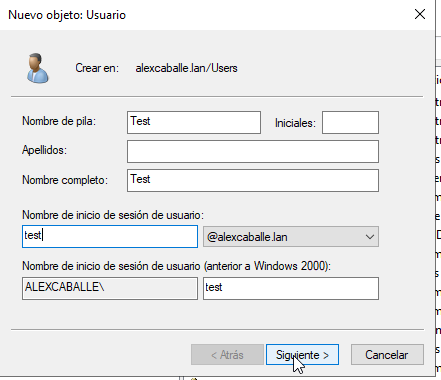 Nuevo objeto: Usuario
Crear en: alexcaballe.lan/Users
Nombre de pila: Test Iniciales:
Apellidos:
Nombre completo: Test
Nombre de inicio de sesión de usuario:
test @alexcaballe.lan
Nombre de inicio de sesión de usuario (anterior a Windows 2000):
ALEXCABALLE\ test
< Atrás Siguiente > Cancelar